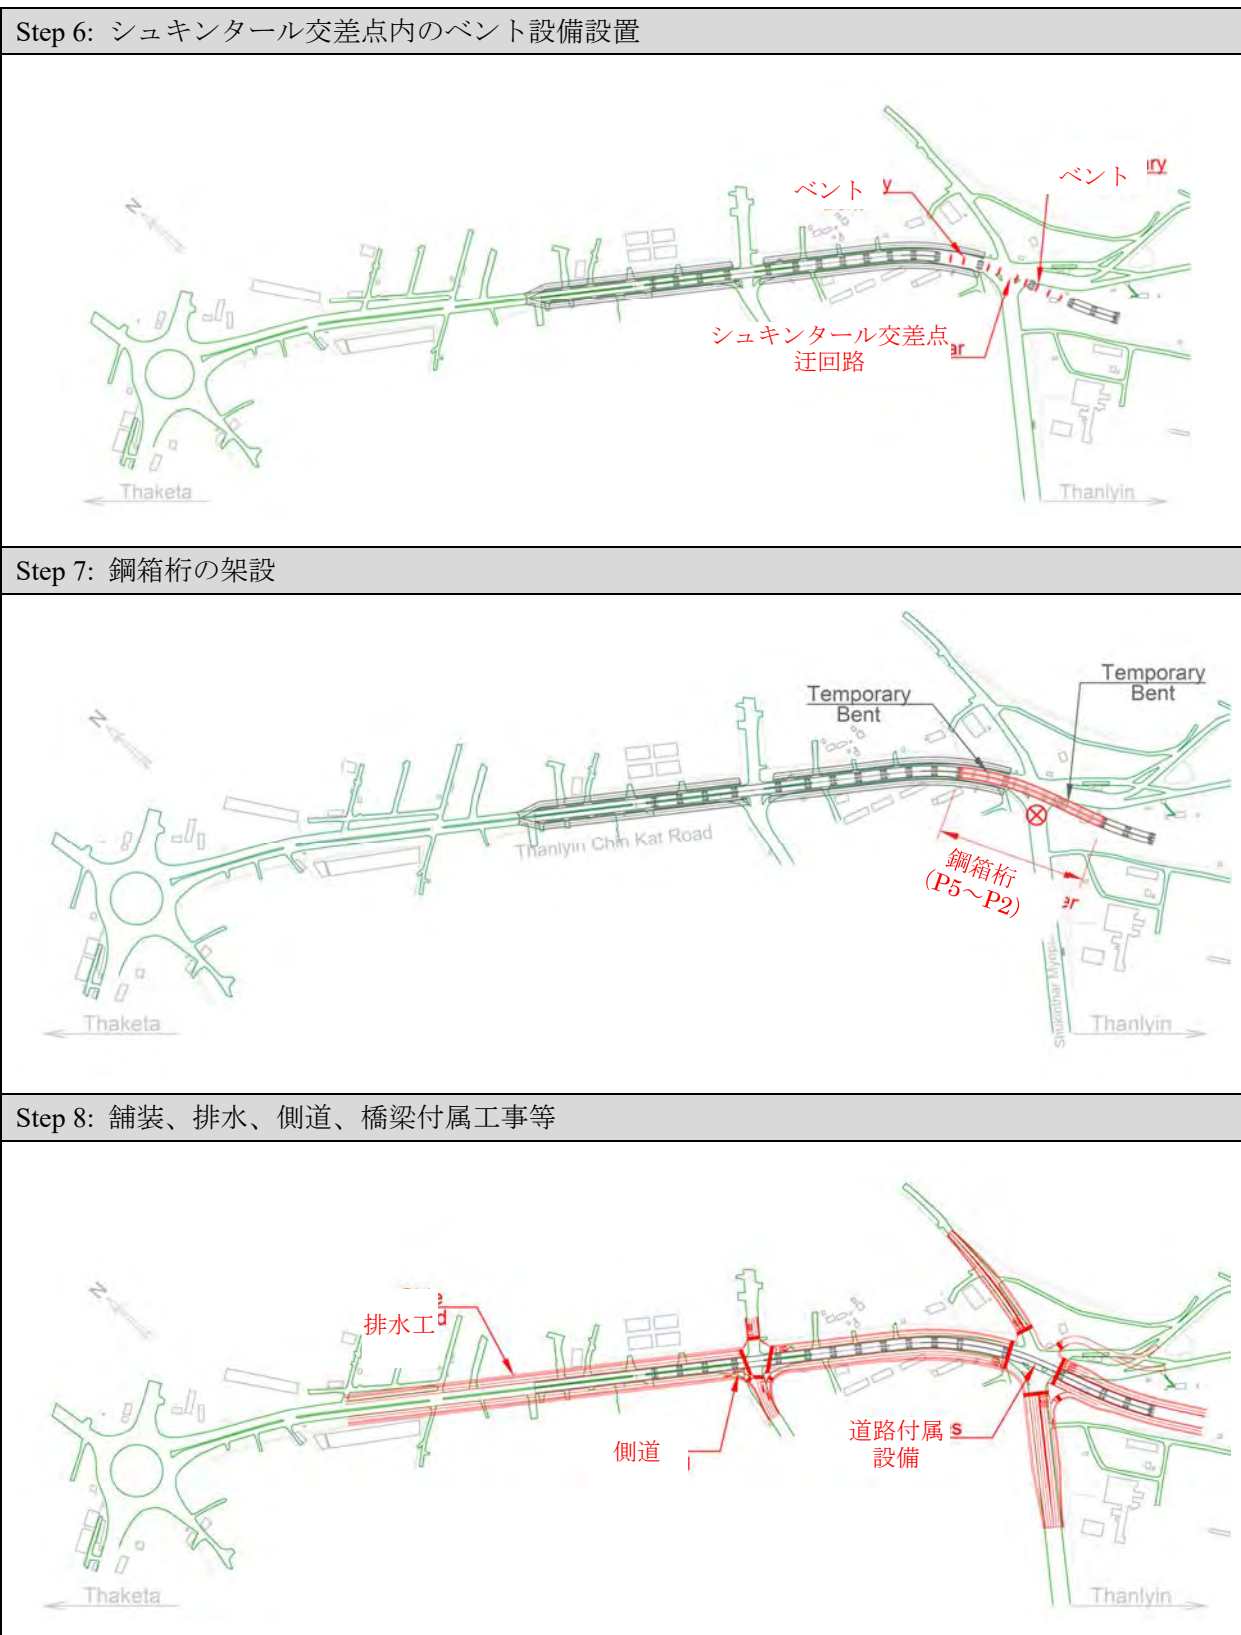 Step 6: シュキンタール交差点内のベント設備設置
ベント
ベント
シュキンタール交差点
迂回路
N
Thaketa
Thanlyin
Step 7: 鋼箱桁の架設
Temporary
Bent
Temporary
Bent
N
Thanlyin Chin Kat Road
鋼箱桁
(P5～P2)
Thaketa
Thanlyin
Step 8: 舗装、排水、側道、橋梁付属工事等
N
排水工
側道
道路付属
設備
Thaketa
Thanlyin